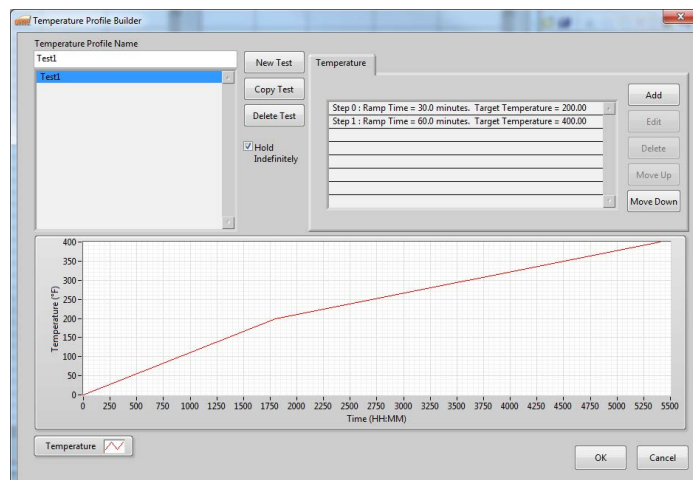 Temperature Profile Builder
Temperature Profile Name
Test1
Test1
New Test
Copy Test
Delete Test
Hold Indefinitely
Temperature
Step 0 : Ramp Time = 30.0 minutes. Target Temperature = 200.00
Step 1 : Ramp Time = 60.0 minutes. Target Temperature = 400.00
Add
Edit
Delete
Move Up
Move Down
400
350
300
250
200
150
100
50
0
Temperature (°F)
0 250 500 750 1000 1250 1500 1750 2000 2250 2500 2750 3000 3250 3500 3750 4000 4250 4500 4750 5000 5250 5500
Time (HH:MM)
Temperature
OK
Cancel